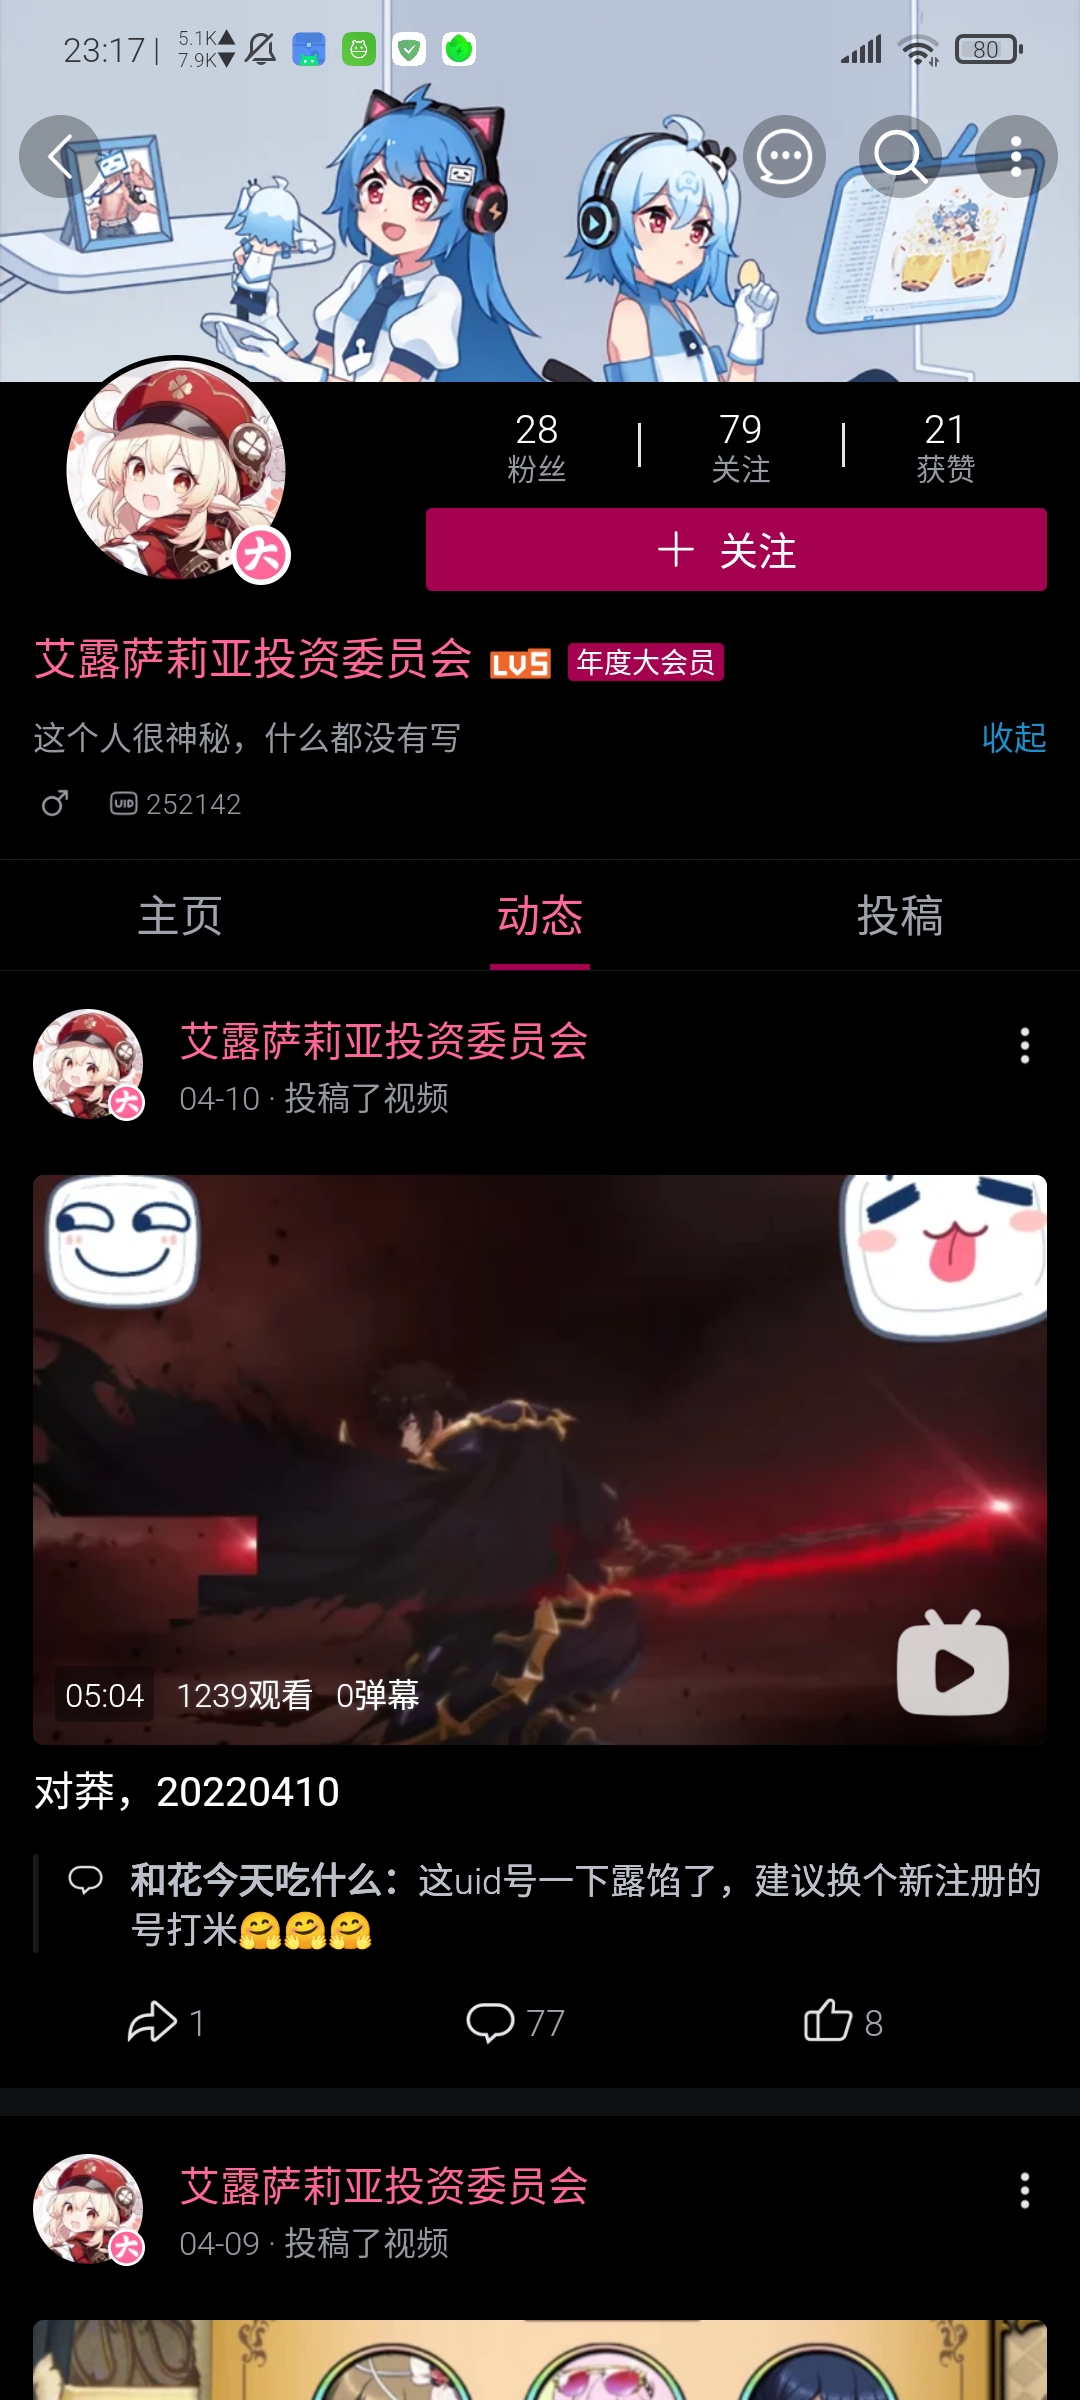 23:17 | 5.1K 7.9K 80
28 79 21
粉丝 关注 获赞
关注
大
艾露萨莉亚投资委员会 LV5 年度大会员
这个人很神秘，什么都没有写 收起
UID 252142
主页 动态 投稿
艾露萨莉亚投资委员会
04-10 · 投稿了视频
大
05:04 1239观看 0弹幕
对莽，20220410
和花今天吃什么：这uid号一下露馅了，建议换个新注册的
号打米🤗🤗🤗
1 77 8
艾露萨莉亚投资委员会
04-09 · 投稿了视频
大